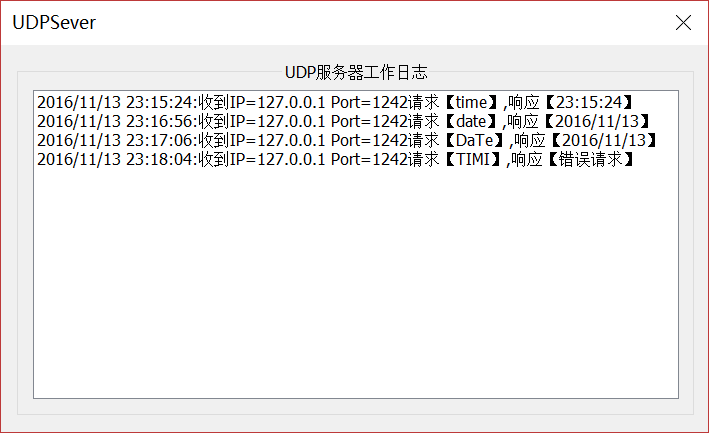 UDPSever
UDP服务器工作日志
2016/11/13 23:15:24:收到IP=127.0.0.1 Port=1242请求【time】,响应【23:15:24】
2016/11/13 23:16:56:收到IP=127.0.0.1 Port=1242请求【date】,响应【2016/11/13】
2016/11/13 23:17:06:收到IP=127.0.0.1 Port=1242请求【DaTe】,响应【2016/11/13】
2016/11/13 23:18:04:收到IP=127.0.0.1 Port=1242请求【TIMI】,响应【错误请求】